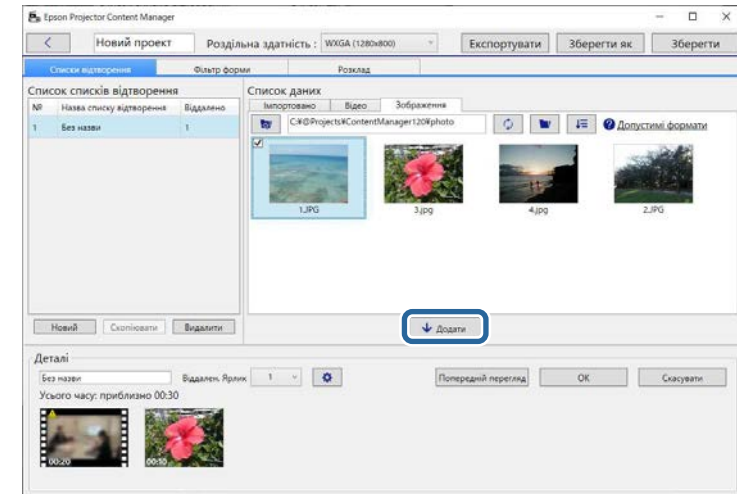 Epson Projector Content Manager
Новий проект Роздільна здатність : WXGA (1280x800) Експортувати Зберегти як Зберегти
Списки відтворення Фільтр форми Розклад
Список списків відтворення Список даних
№ Назва списку відтворення Віддалено Імпортовано Відео Зображення
1 Без назви 1 C:¥@Projects¥ContentManager120¥photo Допустимі формати
1.JPG 3.jpg 4.jpg 2.JPG
Новий Скопіювати Видалити Додати
Деталі
Без назви Віддален. Ярлик 1 Попередній перегляд OK Скасувати
Усього часу: приблизно 00:30
00:20 00:10